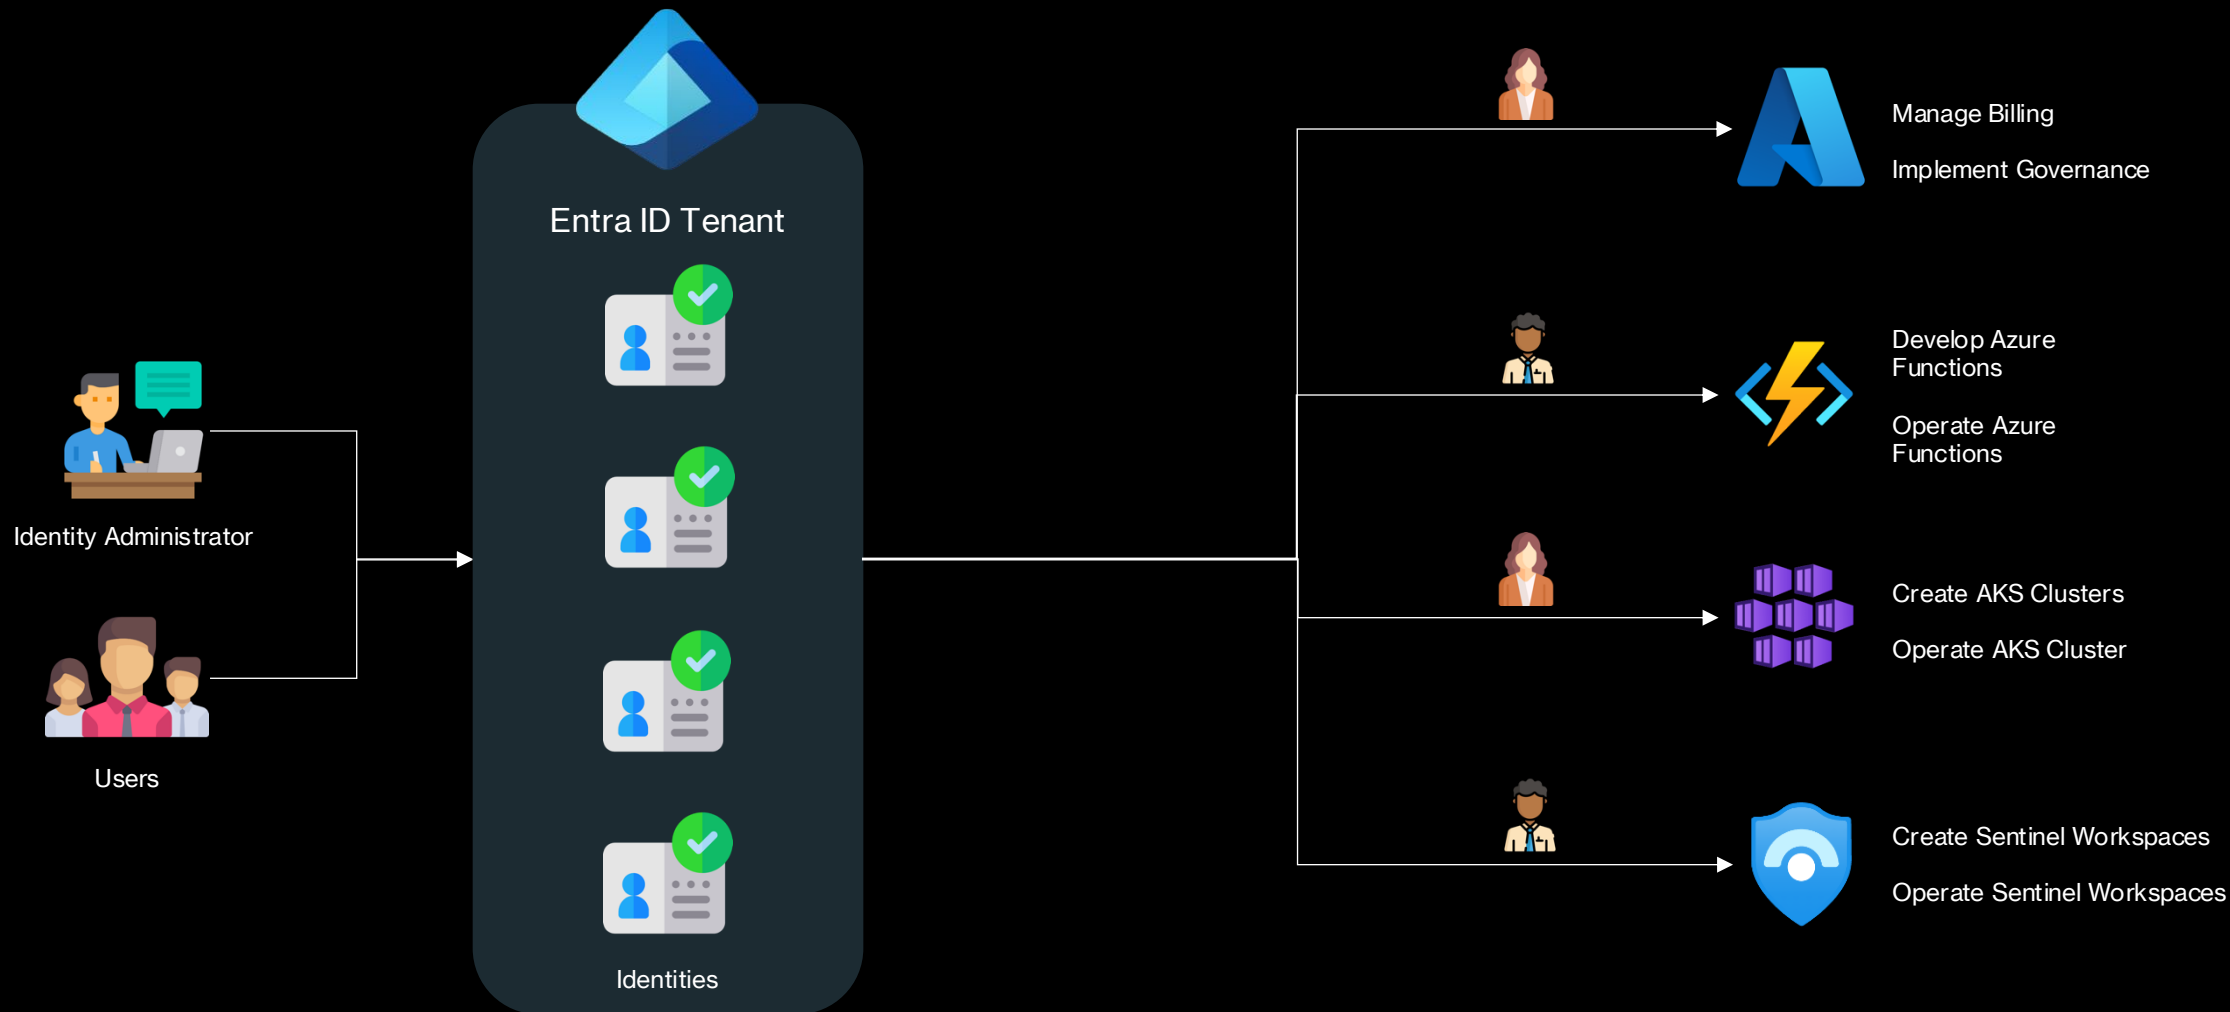 Entra ID Tenant
Identity Administrator
Users
Identities
Manage Billing
Implement Governance
Develop Azure
Functions
Operate Azure
Functions
Create AKS Clusters
Operate AKS Cluster
Create Sentinel Workspaces
Operate Sentinel Workspaces